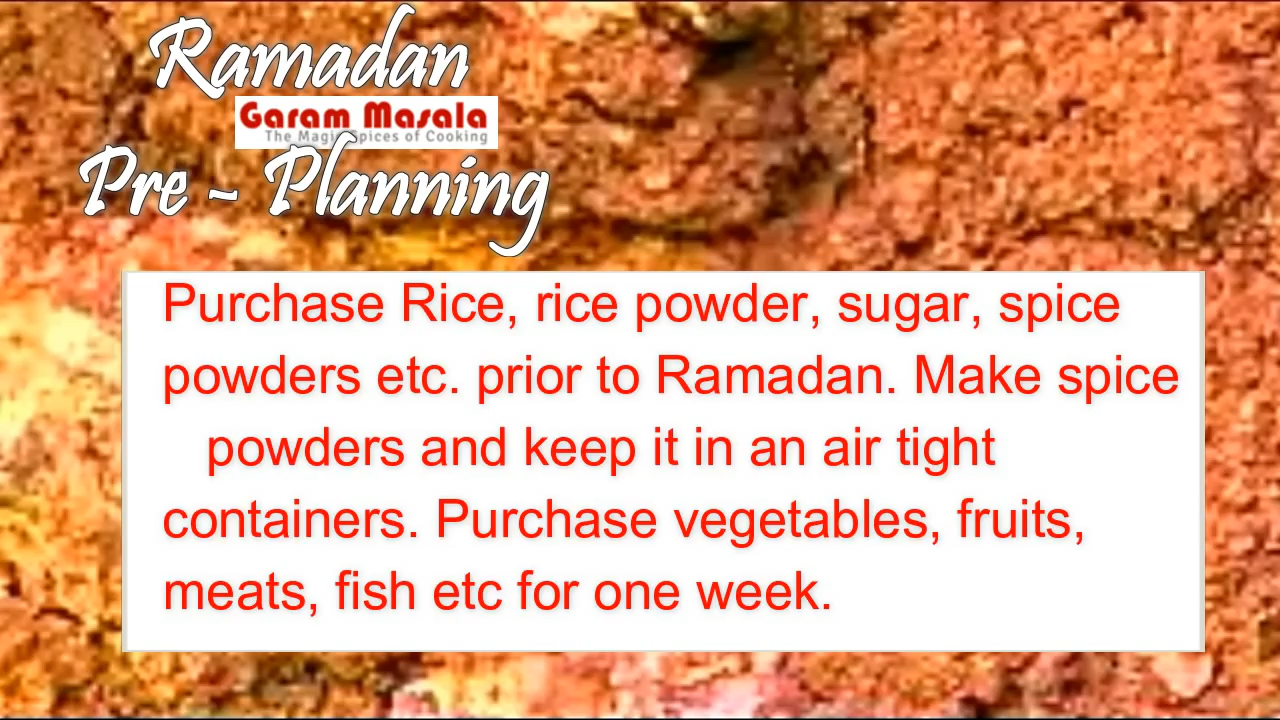 Ramadan
Garam Masala
The Magic Spices of Cooking
Pre - Planning
Purchase Rice, rice powder, sugar, spice
powders etc. prior to Ramadan. Make spice
powders and keep it in an air tight
containers. Purchase vegetables, fruits,
meats, fish etc for one week.